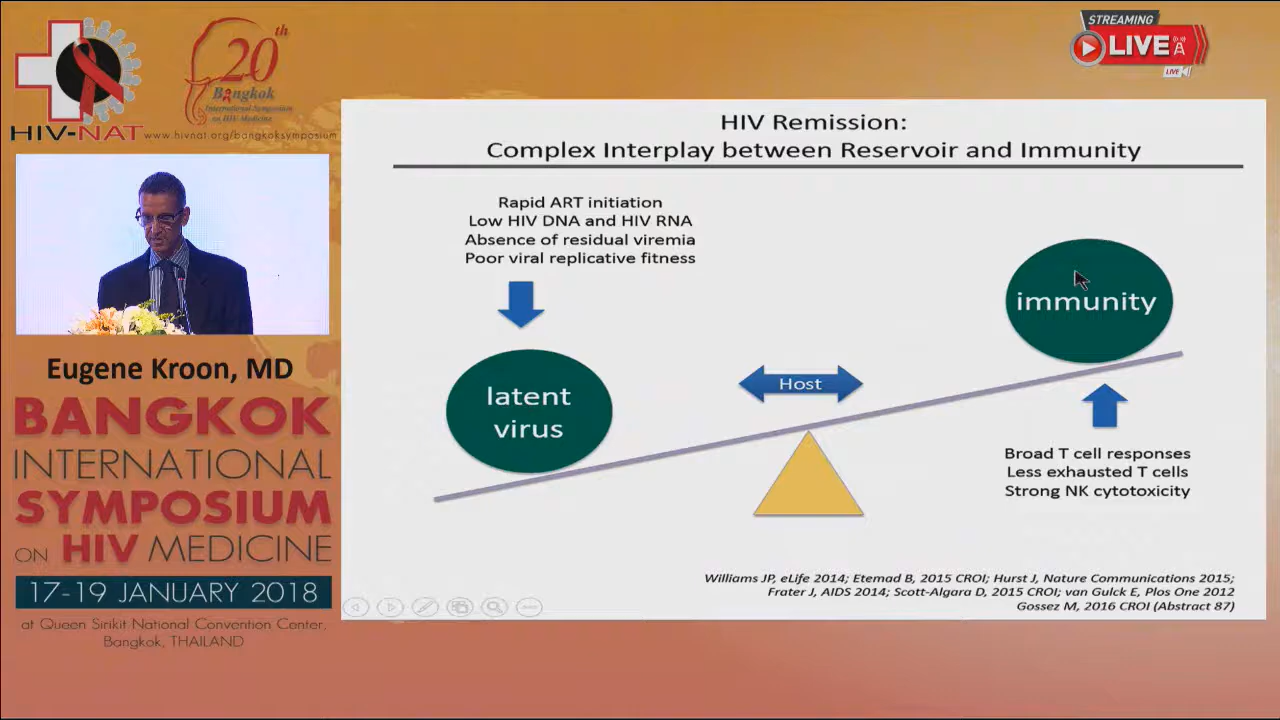 HIV-NAT
www.hivnat.org/bangkoksymposium
20th
Bangkok
International Symposium
on HIV Medicine
STREAMING
LIVE
LIVE
HIV Remission:
Complex Interplay between Reservoir and Immunity
Rapid ART initiation
Low HIV DNA and HIV RNA
Absence of residual viremia
Poor viral replicative fitness
latent
virus
Host
immunity
Broad T cell responses
Less exhausted T cells
Strong NK cytotoxicity
Williams JP, eLife 2014; Etemad B, 2015 CROI; Hurst J, Nature Communications 2015;
Frater J, AIDS 2014; Scott-Algara D, 2015 CROI; van Gulck E, Plos One 2012
Gossez M, 2016 CROI (Abstract 87)
Eugene Kroon, MD
BANGKOK
INTERNATIONAL
SYMPOSIUM
ON HIV MEDICINE
17-19 JANUARY 2018
at Queen Sirikit National Convention Center,
Bangkok, THAILAND